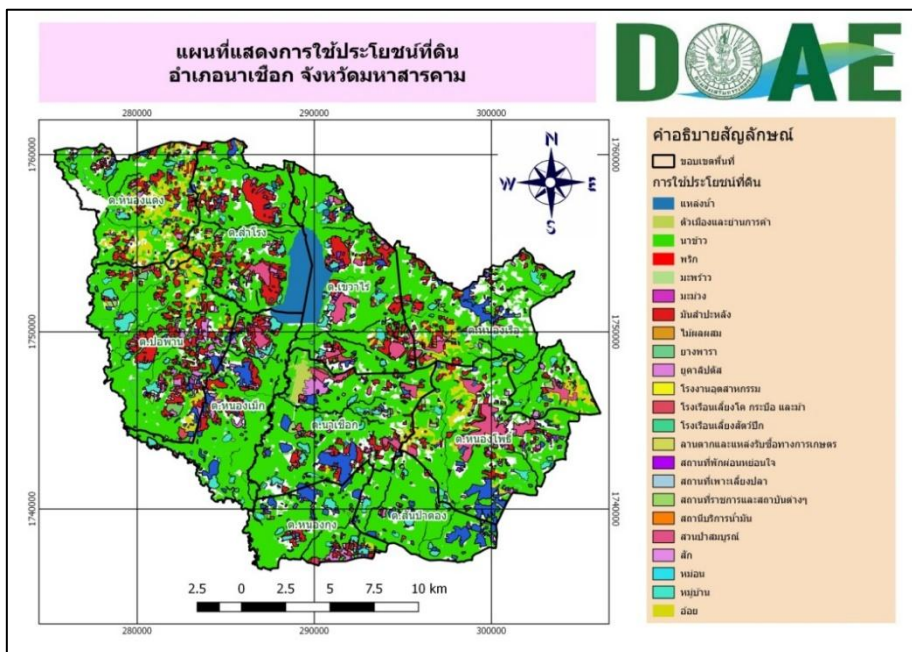 แผนที่แสดงการใช้ประโยชน์ที่ดิน
อำเภอนาเชือก จังหวัดมหาสารคาม
DOAE
280000 290000 300000
1760000 1760000
1750000 1750000
1740000 1740000
280000 290000 300000
N
W E
S
ต.หนองแดง
ต.สำโรง
ต.เขวาไร่
ต.หนองเรือ
ต.ปอพาน
ต.หนองเม็ก
ต.นาเชือก
ต.หนองโพธิ์
ต.หนองกุง
ต.สันป่าตอง
2.5 0 2.5 5 7.5 10 km
คำอธิบายสัญลักษณ์
ขอบเขตพื้นที่
การใช้ประโยชน์ที่ดิน
แหล่งน้ำ
ตัวเมืองและย่านการค้า
นาข้าว
พริก
มะพร้าว
มะม่วง
มันสำปะหลัง
ไม้ผลผสม
ยางพารา
ยูคาลิปตัส
โรงงานอุตสาหกรรม
โรงเรือนเลี้ยงโค กระบือ และม้า
โรงเรือนเลี้ยงสัตว์ปีก
ลานตากและแหล่งรับซื้อทางการเกษตร
สถานที่พักผ่อนหย่อนใจ
สถานที่เพาะเลี้ยงปลา
สถานที่ราชการและสถาบันต่างๆ
สถานีบริการน้ำมัน
สวนป่าสมบูรณ์
สัก
หม่อน
หมู่บ้าน
อ้อย